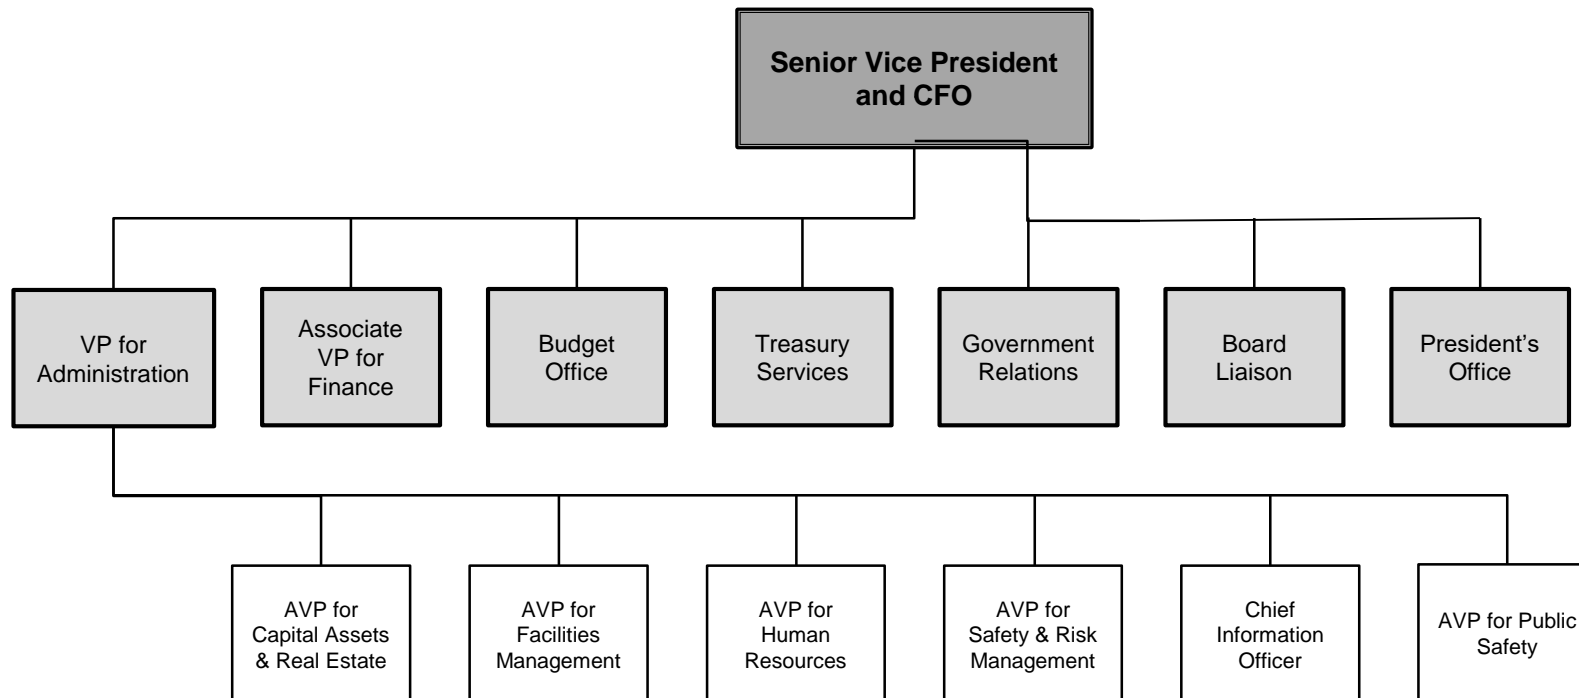 Senior Vice President
and CFO
VP for
Administration
Associate
VP for
Finance
Budget
Office
Treasury
Services
Government
Relations
Board
Liaison
President’s
Office
AVP for
Capital Assets
& Real Estate
AVP for
Facilities
Management
AVP for
Human
Resources
AVP for
Safety & Risk
Management
Chief
Information
Officer
AVP for Public
Safety